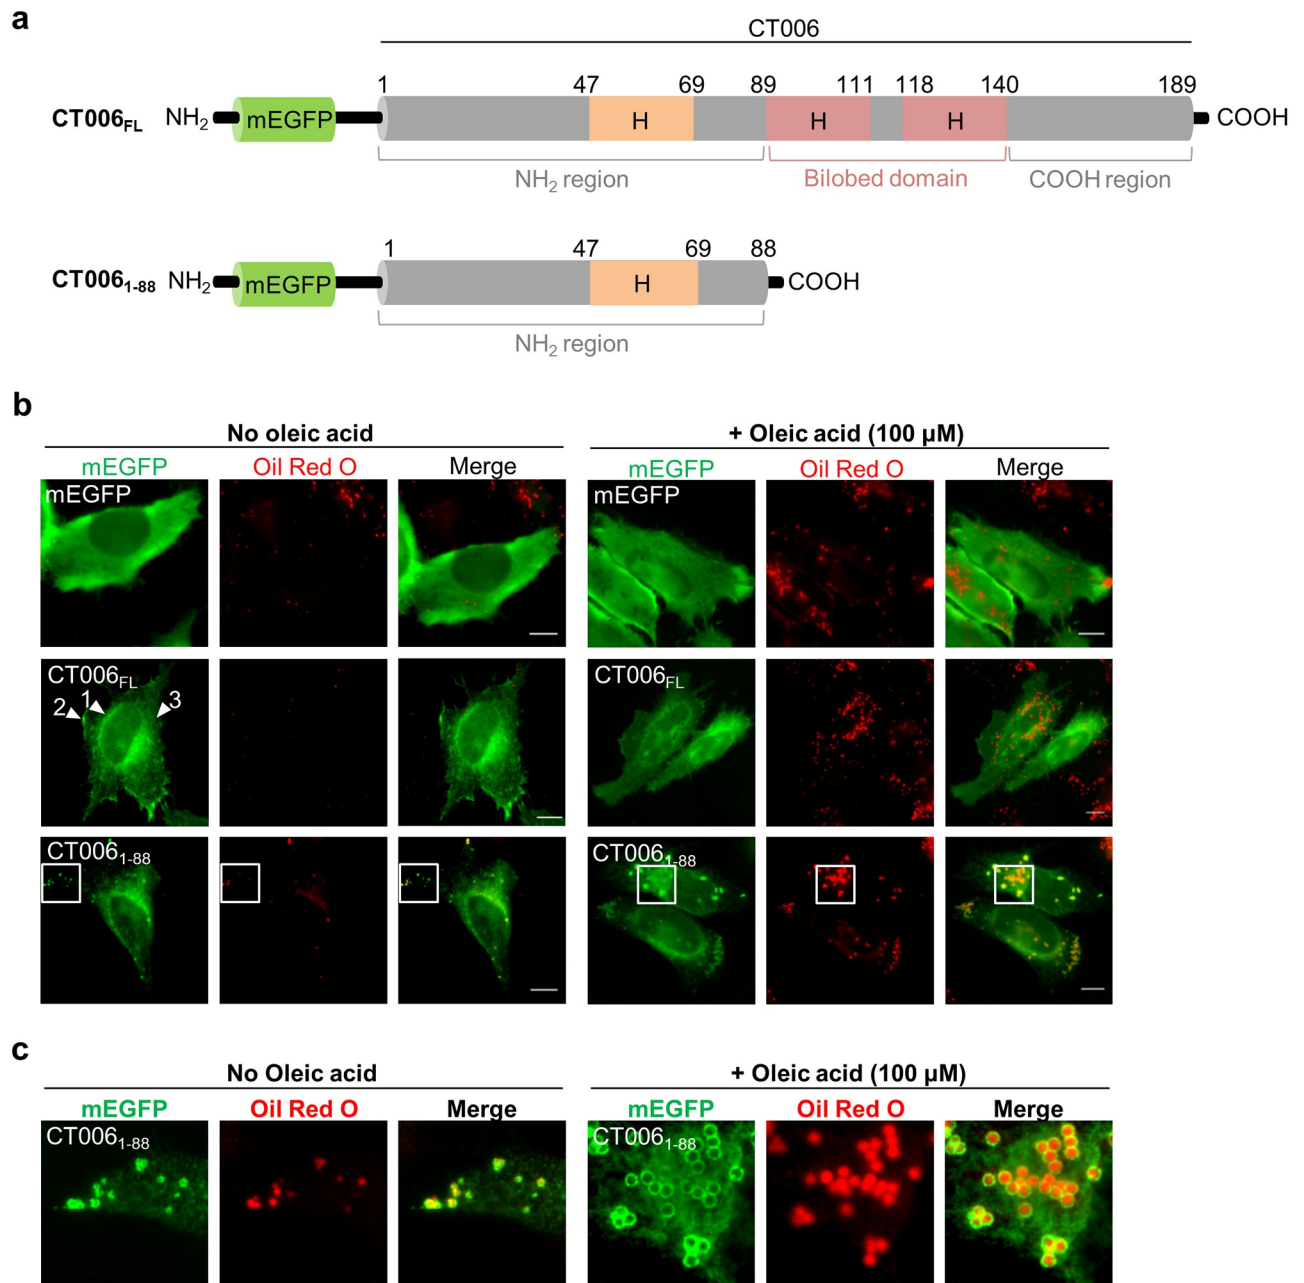 a
CT006
1 47 69 89 111 118 140 189
CT006FL NH2 mEGFP H H H COOH
NH2 region Bilobed domain COOH region
1 47 69 88
CT0061-88 NH2 mEGFP H COOH
NH2 region
b
No oleic acid + Oleic acid (100 µM)
mEGFP Oil Red O Merge mEGFP Oil Red O Merge
mEGFP mEGFP
CT006FL CT006FL
2 1 3
CT0061-88 CT0061-88
c
No Oleic acid + Oleic acid (100 µM)
mEGFP Oil Red O Merge mEGFP Oil Red O Merge
CT0061-88 CT0061-88